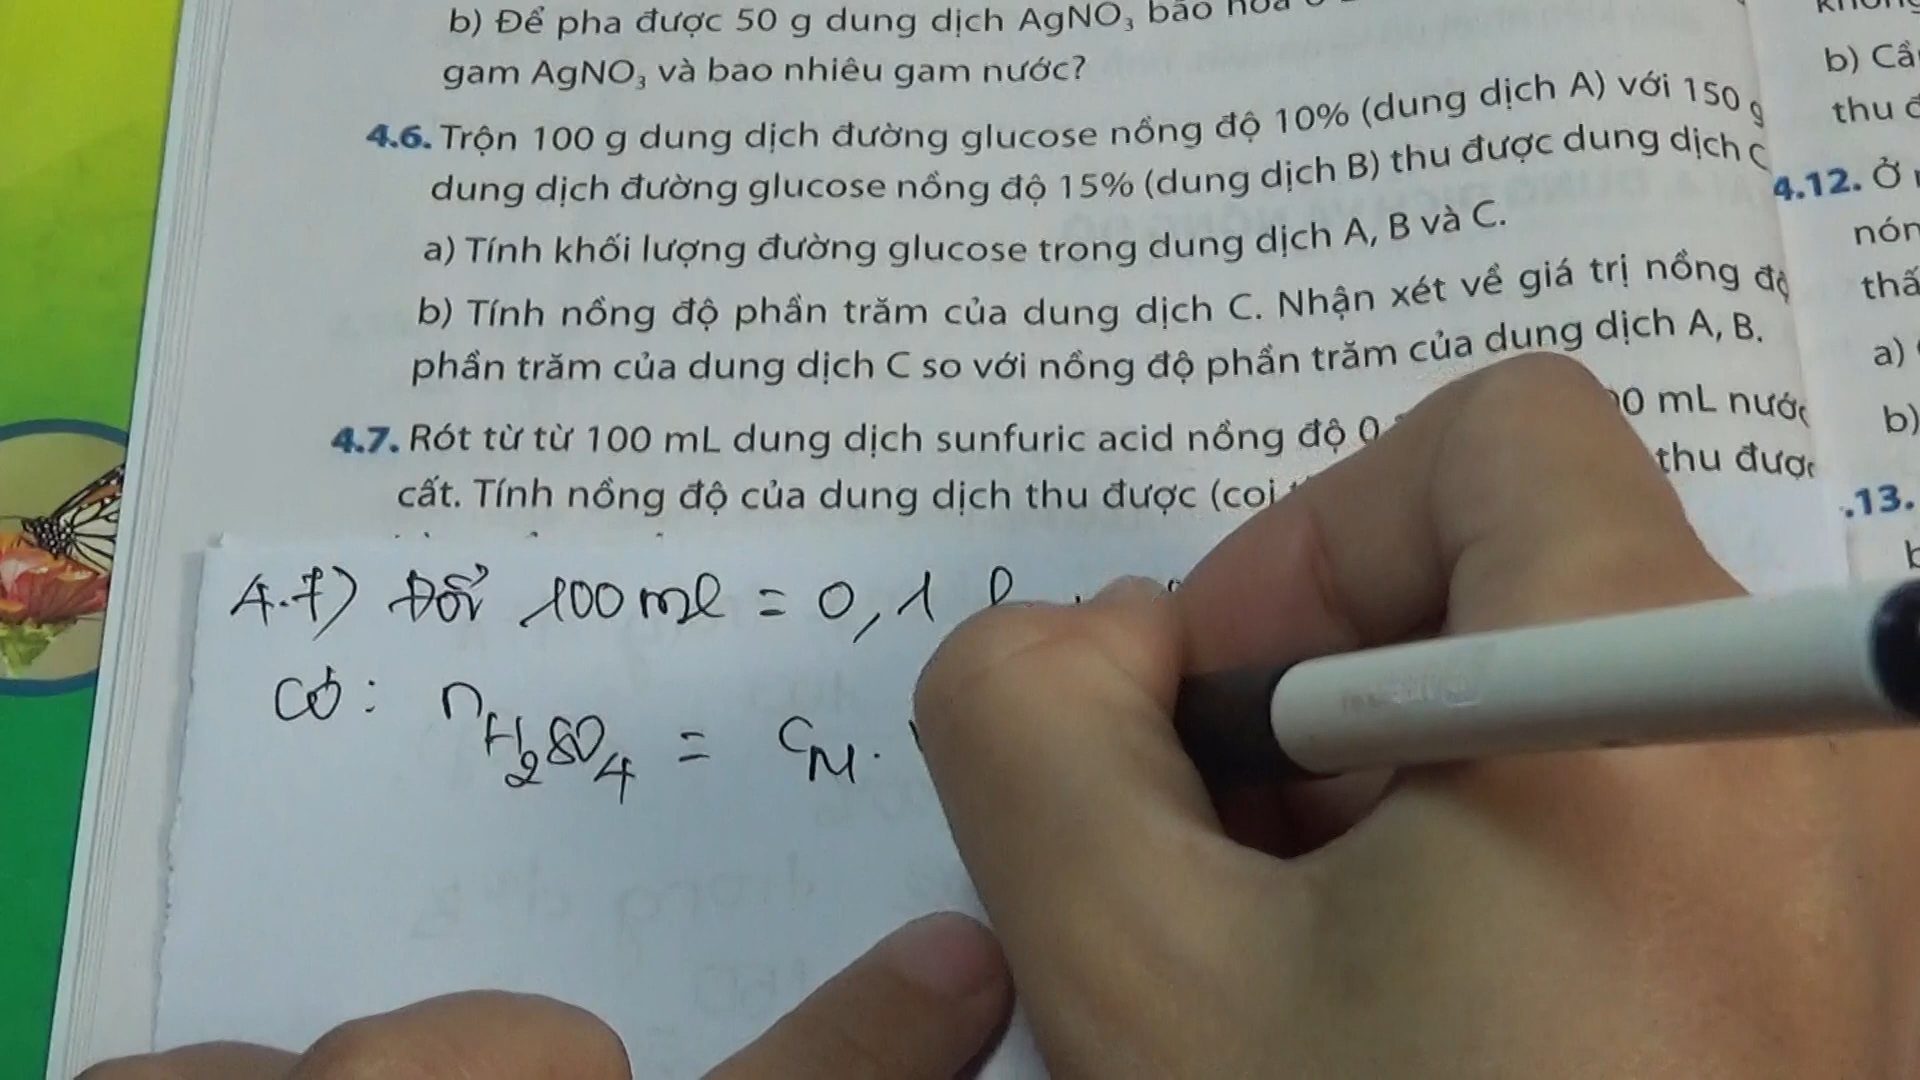 b) Để pha được 50 g dung dịch AgNO₃ bão hoà
gam AgNO₃ và bao nhiêu gam nước?
4.6. Trộn 100 g dung dịch đường glucose nồng độ 10% (dung dịch A) với 150 g
dung dịch đường glucose nồng độ 15% (dung dịch B) thu được dung dịch C
a) Tính khối lượng đường glucose trong dung dịch A, B và C.
b) Tính nồng độ phần trăm của dung dịch C. Nhận xét về giá trị nồng độ
phần trăm của dung dịch C so với nồng độ phần trăm của dung dịch A, B.
4.7. Rót từ từ 100 mL dung dịch sunfuric acid nồng độ 0 mL nước
cất. Tính nồng độ của dung dịch thu được (coi thu được
4.7) Đổi 100 ml = 0,1 l
Có: n H₂SO₄ = C_M .
b) Cầ
thu đ
4.12. Ở
nón
thấ
a)
b)
.13.